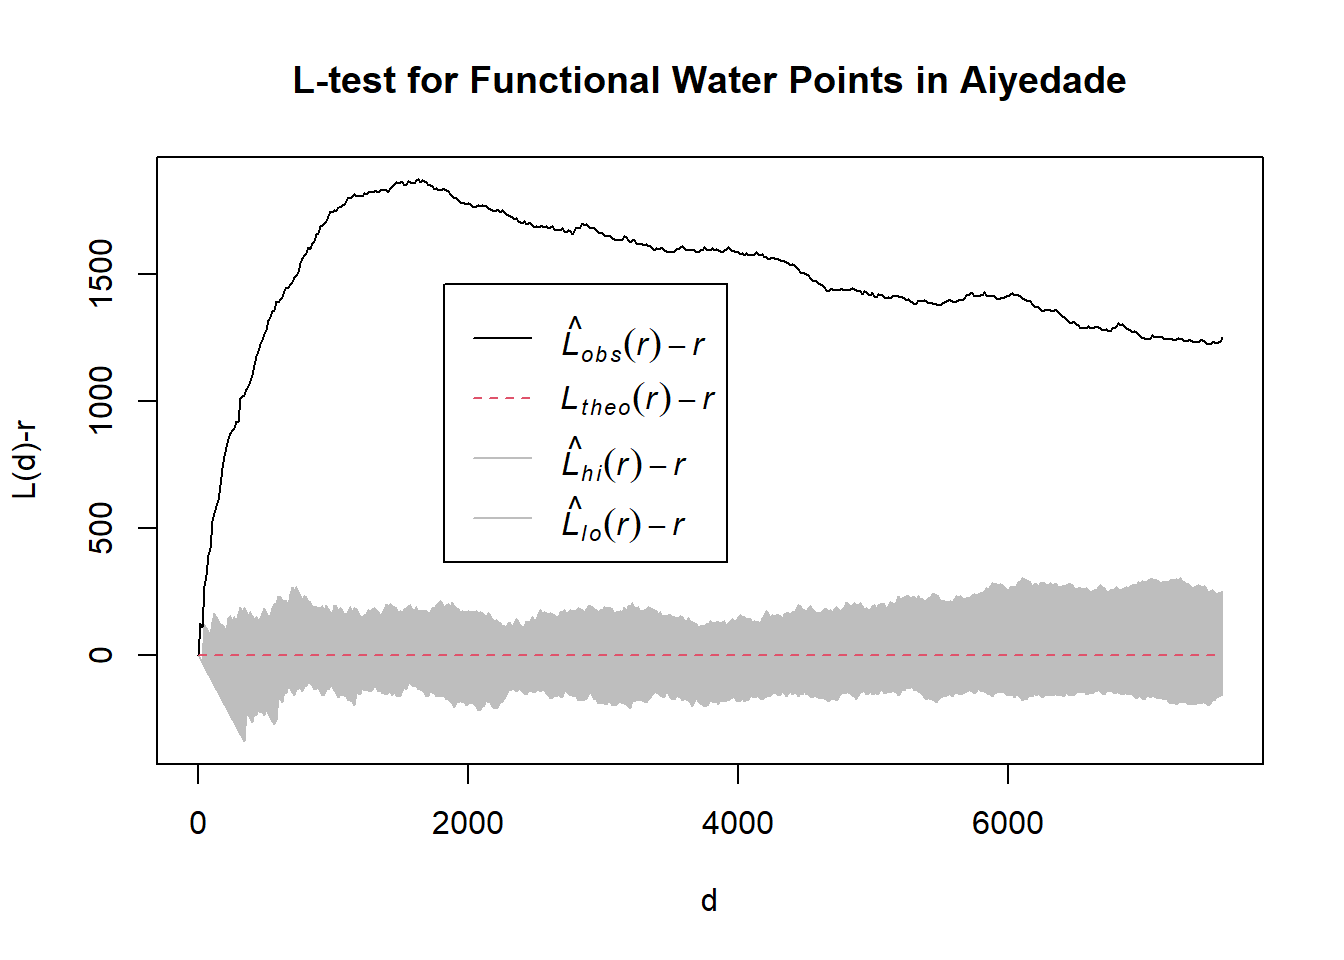 L-test for Functional Water Points in Aiyedade
L(d)-r
1500
1000
500
0
L̂obs(r) − r
Ltheo(r) − r
L̂hi(r) − r
L̂lo(r) − r
0 2000 4000 6000
d